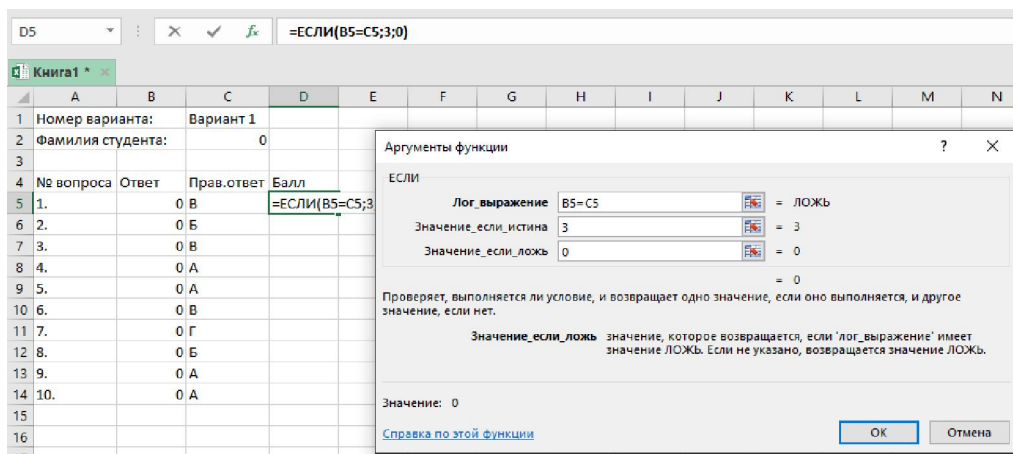 D5 =ЕСЛИ(B5=C5;3;0)
Книга1 *
A B C D E F G H I J K L M N
1 Номер варианта: Вариант 1
2 Фамилия студента: 0
3
4 № вопроса Ответ Прав.ответ Балл
5 1. 0 В =ЕСЛИ(B5=C5;3
6 2. 0 Б
7 3. 0 В
8 4. 0 А
9 5. 0 А
10 6. 0 В
11 7. 0 Г
12 8. 0 Б
13 9. 0 А
14 10. 0 А
15
16
Аргументы функции ? ×
ЕСЛИ
Лог_выражение B5=C5 = ЛОЖЬ
Значение_если_истина 3 = 3
Значение_если_ложь 0 = 0
= 0
Проверяет, выполняется ли условие, и возвращает одно значение, если оно выполняется, и другое
значение, если нет.
Значение_если_ложь значение, которое возвращается, если 'лог_выражение' имеет
значение ЛОЖЬ. Если не указано, возвращается значение ЛОЖЬ.
Значение: 0
Справка по этой функции ОК Отмена